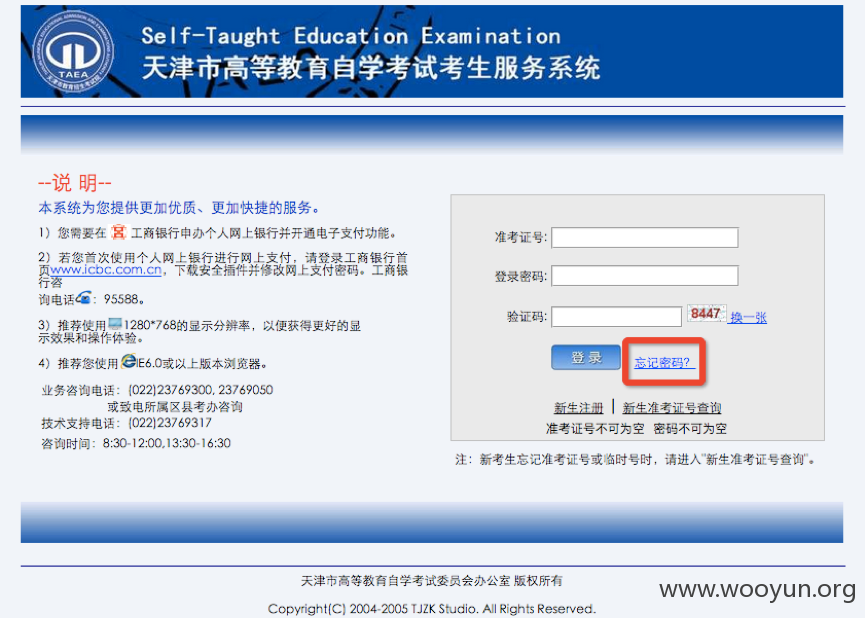 Self-Taught Education Examination
天津市高等教育自学考试考生服务系统
TAEA
--说 明--
本系统为您提供更加优质、更加快捷的服务。
1）您需要在 工商银行申办个人网上银行并开通电子支付功能。
2）若您首次使用个人网上银行进行网上支付，请登录工商银行首
页www.icbc.com.cn，下载安全插件并修改网上支付密码。工商银
行咨
询电话：95588。
3）推荐使用1280*768的显示分辨率，以便获得更好的显
示效果和操作体验。
4）推荐您使用IE6.0或以上版本浏览器。
业务咨询电话：(022)23769300, 23769050
或致电所属区县考办咨询
技术支持电话：(022)23769317
咨询时间：8:30-12:00,13:30-16:30
准考证号:
登录密码:
验证码: 8447 换一张
登 录 忘记密码?
新生注册 | 新生准考证号查询
准考证号不可为空 密码不可为空
注：新考生忘记准考证号或临时号时，请进入"新生准考证号查询"。
天津市高等教育自学考试委员会办公室 版权所有
Copyright(C) 2004-2005 TJZK Studio. All Rights Reserved.
www.wooyun.org